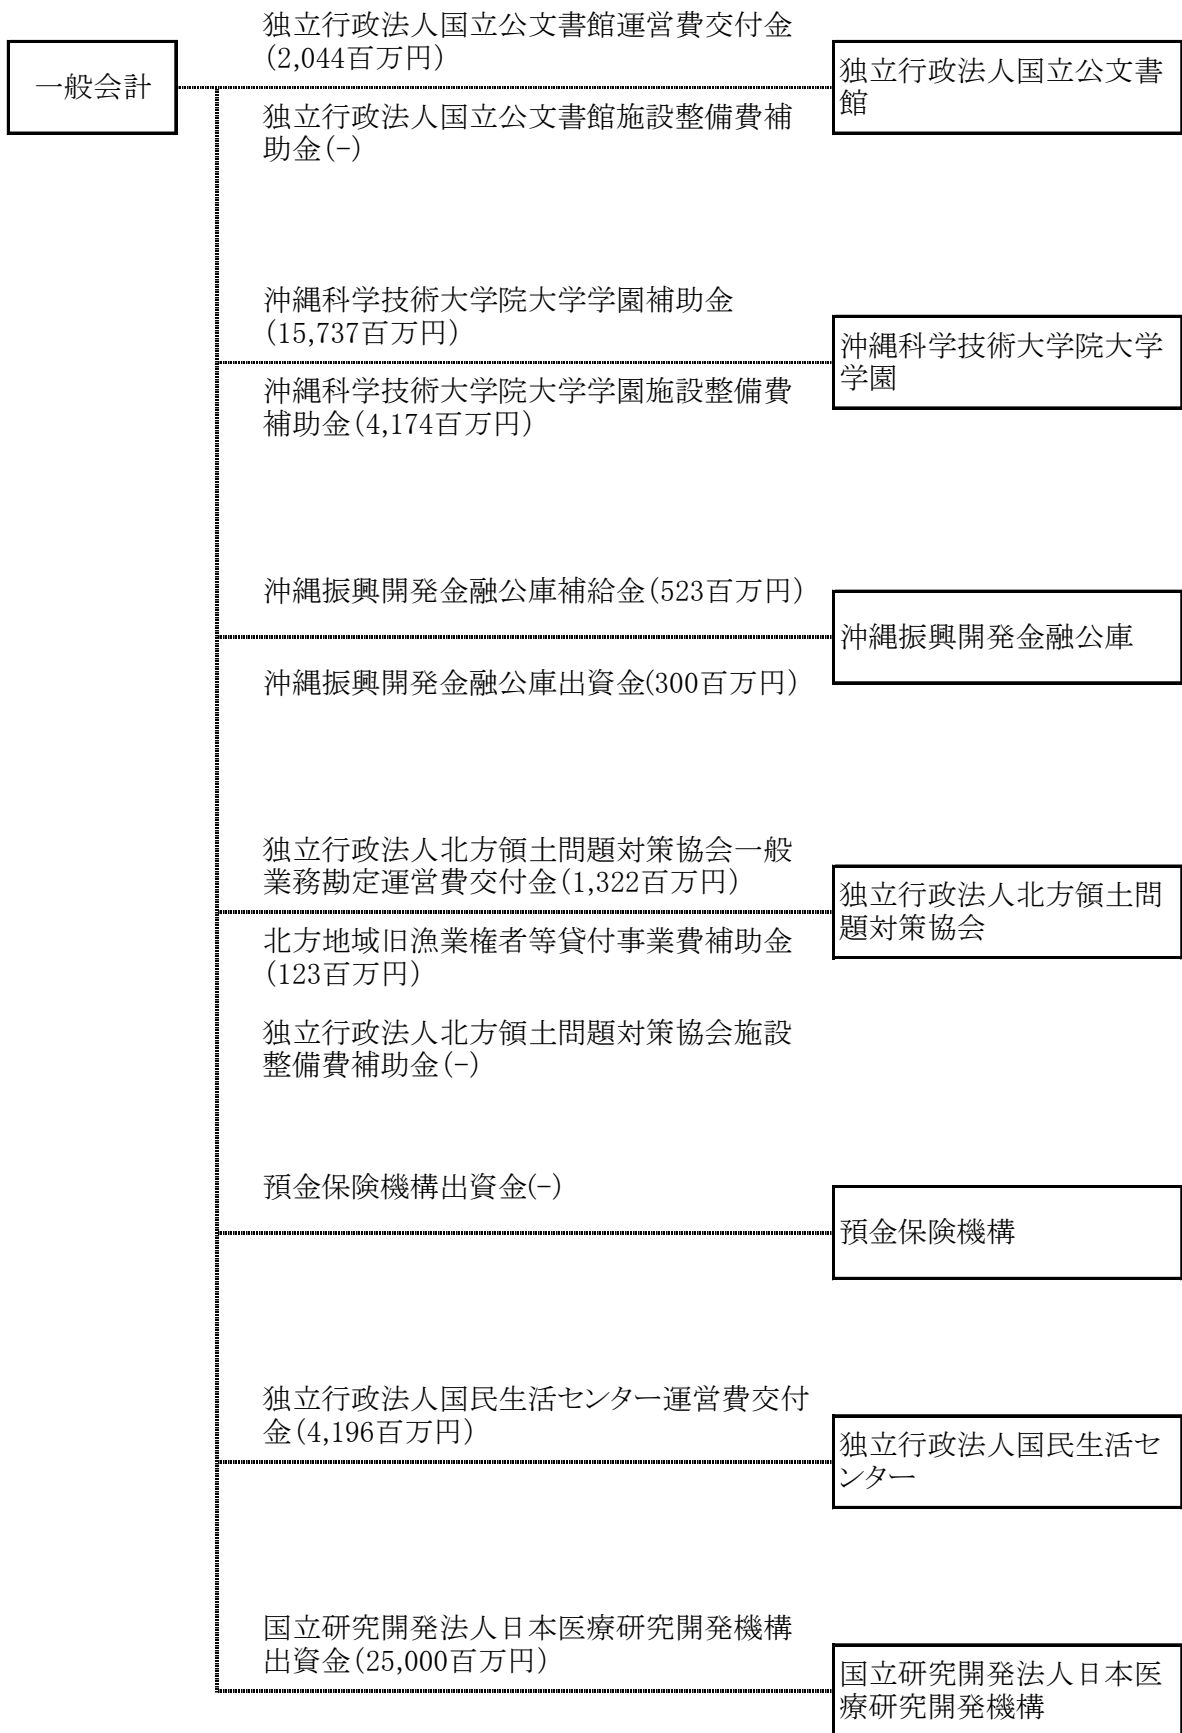 独立行政法人国立公文書館運営費交付金
(2,044百万円)
一般会計
独立行政法人国立公文書
館
独立行政法人国立公文書館施設整備費補
助金(-)
沖縄科学技術大学院大学学園補助金
(15,737百万円)
沖縄科学技術大学院大学
学園
沖縄科学技術大学院大学学園施設整備費
補助金(4,174百万円)
沖縄振興開発金融公庫補給金(523百万円)
沖縄振興開発金融公庫
沖縄振興開発金融公庫出資金(300百万円)
独立行政法人北方領土問題対策協会一般
業務勘定運営費交付金(1,322百万円)
独立行政法人北方領土問
題対策協会
北方地域旧漁業権者等貸付事業費補助金
(123百万円)
独立行政法人北方領土問題対策協会施設
整備費補助金(-)
預金保険機構出資金(-)
預金保険機構
独立行政法人国民生活センター運営費交付
金(4,196百万円)
独立行政法人国民生活セ
ンター
国立研究開発法人日本医療研究開発機構
出資金(25,000百万円)
国立研究開発法人日本医
療研究開発機構